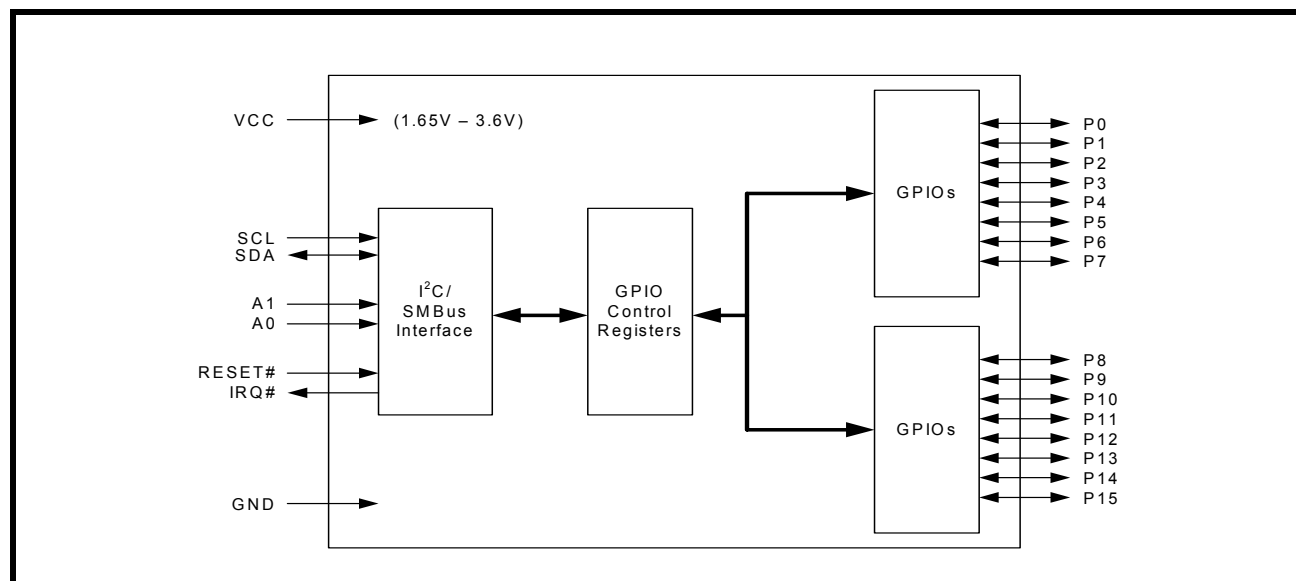 VCC
(1.65V – 3.6V)
SCL
SDA
A1
A0
RESET#
IRQ#
GND
I²C/
SMBus
Interface
GPIO
Control
Registers
GPIOs
P0
P1
P2
P3
P4
P5
P6
P7
GPIOs
P8
P9
P10
P11
P12
P13
P14
P15